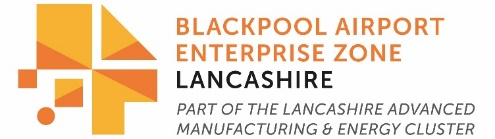 BLACKPOOL AIRPORT
ENTERPRISE ZONE
LANCASHIRE
PART OF THE LANCASHIRE ADVANCED
MANUFACTURING & ENERGY CLUSTER